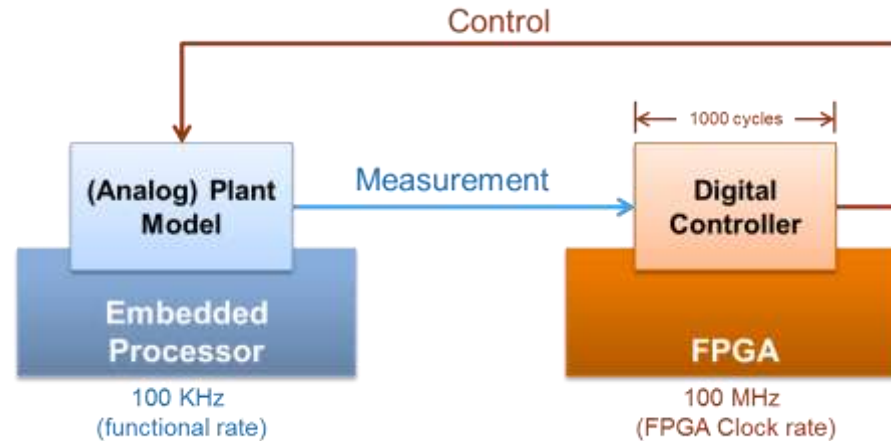 Control
1000 cycles
(Analog) Plant
Model
Measurement
Digital
Controller
Embedded
Processor
FPGA
100 KHz
(functional rate)
100 MHz
(FPGA Clock rate)